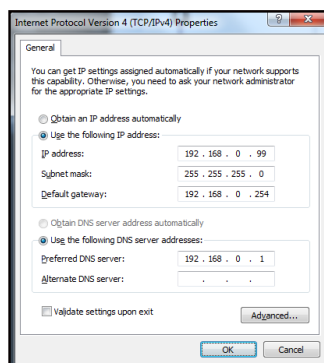 Internet Protocol Version 4 (TCP/IPv4) Properties
General
You can get IP settings assigned automatically if your network supports
this capability. Otherwise, you need to ask your network administrator
for the appropriate IP settings.
Obtain an IP address automatically
Use the following IP address:
IP address: 192 . 168 . 0 . 99
Subnet mask: 255 . 255 . 255 . 0
Default gateway: 192 . 168 . 0 . 254
Obtain DNS server address automatically
Use the following DNS server addresses:
Preferred DNS server: 192 . 168 . 0 . 1
Alternate DNS server: . . .
Validate settings upon exit
Advanced...
OK Cancel